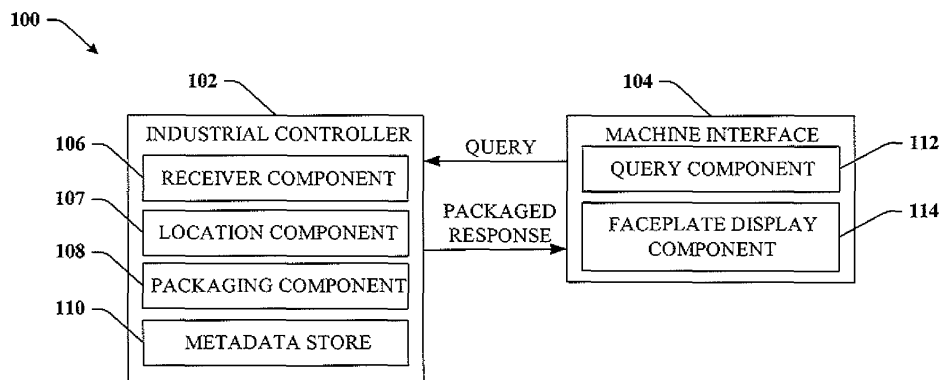 100
102
104
INDUSTRIAL CONTROLLER
MACHINE INTERFACE
106
RECEIVER COMPONENT
QUERY
QUERY COMPONENT
112
107
LOCATION COMPONENT
PACKAGED
RESPONSE
FACEPLATE DISPLAY
COMPONENT
114
108
PACKAGING COMPONENT
110
METADATA STORE